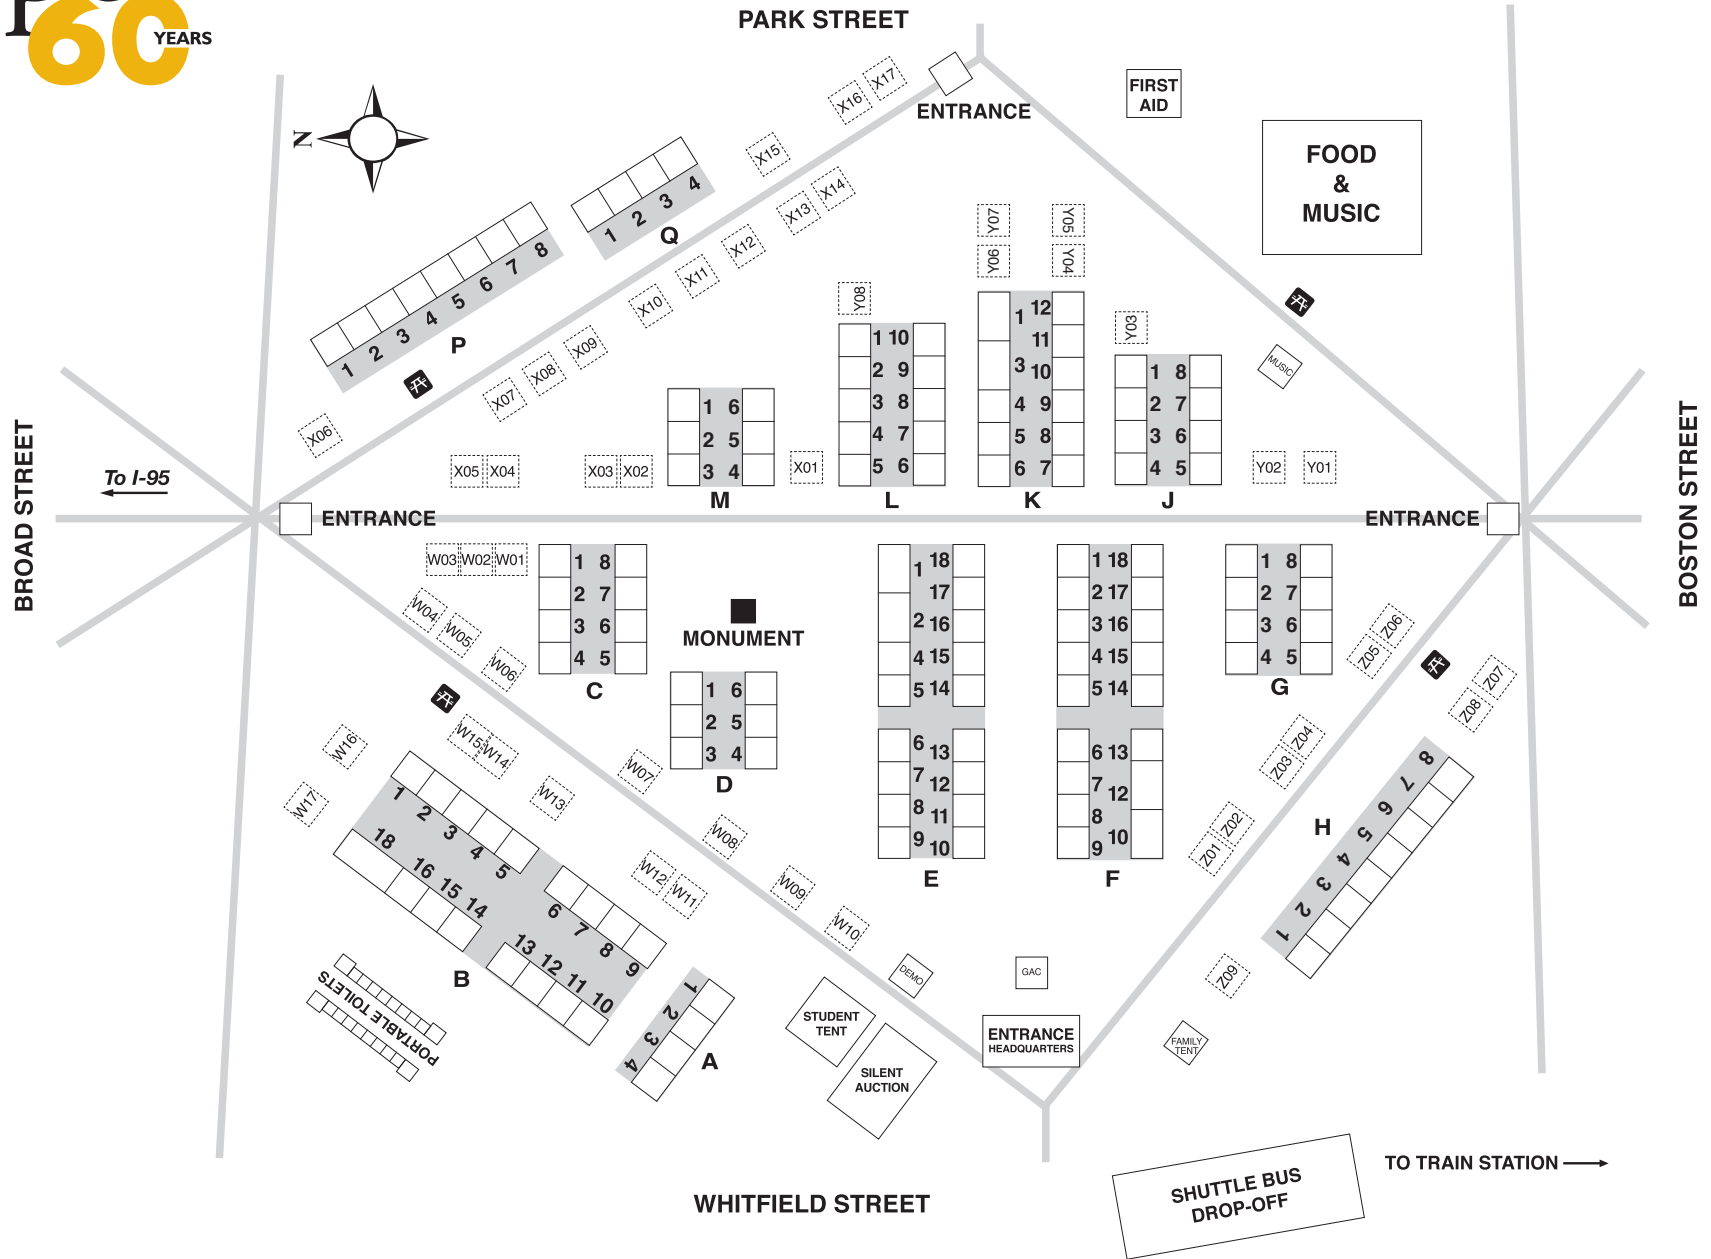 60
YEARS
PARK STREET
N
ENTRANCE
FIRST
AID
FOOD
&
MUSIC
X17
X16
X15
X14
X13
X12
X11
X10
X09
X08
X07
X06
1 2 3 4
Q
1 2 3 4 5 6 7 8
P
Y07
Y05
Y06
Y04
Y08
Y03
MUSIC
BROAD STREET
BOSTON STREET
To I-95
X05 X04
X03 X02
X01
1 6
2 5
3 4
M
1 10
2 9
3 8
4 7
5 6
L
1 12
11
3 10
4 9
5 8
6 7
K
1 8
2 7
3 6
4 5
J
Y02
Y01
ENTRANCE
ENTRANCE
W03 W02 W01
W04
W05
W06
1 8
2 7
3 6
4 5
C
MONUMENT
1 6
2 5
3 4
D
1 18
17
2 16
4 15
5 14
6 13
7 12
8 11
9 10
E
1 18
2 17
3 16
4 15
5 14
6 13
7 12
8
9 10
F
1 8
2 7
3 6
4 5
G
Z06
Z05
Z07
Z08
Z04
Z03
Z02
Z01
Z09
8
7
6
5
4
3
2
1
H
W16
W17
W15
W14
W13
W07
W08
W12
W11
W09
W10
1 2 3 4 5
18 16 15 14
6 7 8 9
13 12 11 10
B
PORTABLE TOILETS
1
2
3
4
A
STUDENT
TENT
SILENT
AUCTION
DEMO
GAC
ENTRANCE
HEADQUARTERS
FAMILY
TENT
SHUTTLE BUS
DROP-OFF
TO TRAIN STATION
WHITFIELD STREET